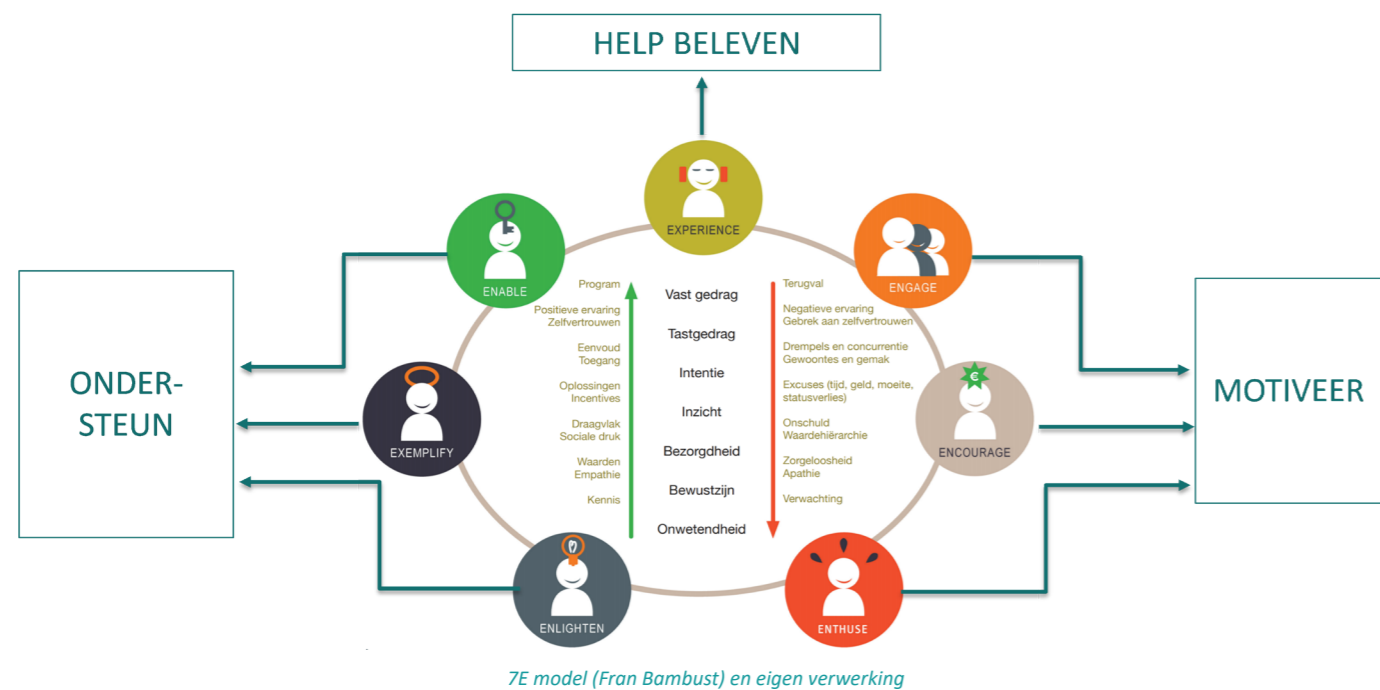 HELP BELEVEN
EXPERIENCE
ENABLE
ENGAGE
ONDER-
STEUN
EXEMPLIFY
ENLIGHTEN
Program
Positieve ervaring
Zelfvertrouwen
Eenvoud
Toegang
Oplossingen
Incentives
Draagvlak
Sociale druk
Waarden
Empathie
Kennis
Vast gedrag
Tastgedrag
Intentie
Inzicht
Bezorgdheid
Bewustzijn
Onwetendheid
Terugval
Negatieve ervaring
Gebrek aan zelfvertrouwen
Drempels en concurrentie
Gewoontes en gemak
Excuses (tijd, geld, moeite,
statusverlies)
Onschuld
Waardehiërarchie
Zorgeloosheid
Apathie
Verwachting
€
ENCOURAGE
ENTHUSE
MOTIVEER
7E model (Fran Bambust) en eigen verwerking